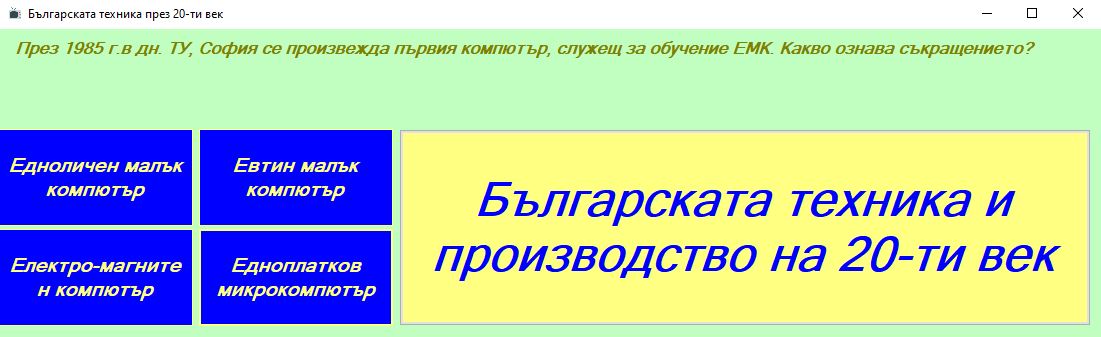 Българската техника през 20-ти век
През 1985 г.в дн. ТУ, София се произвежда първия компютър, служещ за обучение ЕМК. Какво ознава съкращението?
Едноличен малък
компютър
Евтин малък
компютър
Електро-магните
н компютър
Едноплатков
микрокомпютър
Българската техника и
производство на 20-ти век